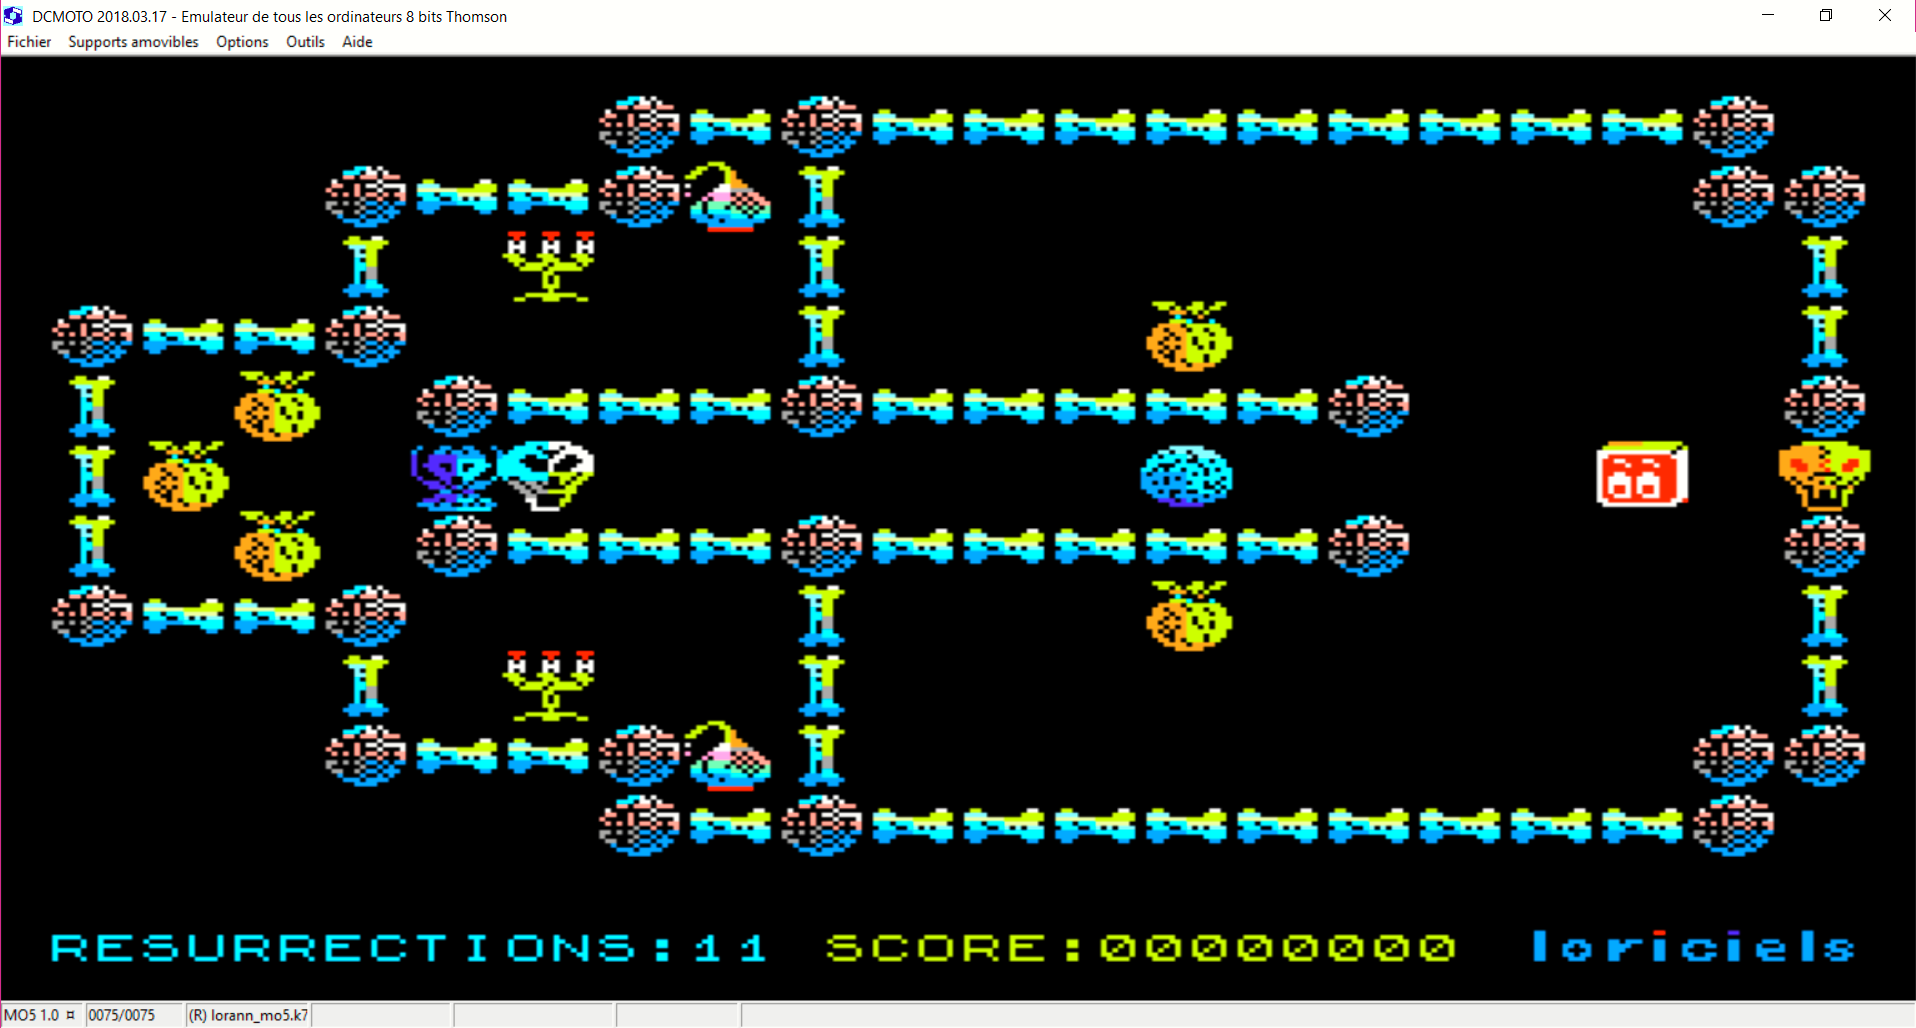 DCMOTO 2018.03.17 - Emulateur de tous les ordinateurs 8 bits Thomson
Fichier Supports amovibles Options Outils Aide
RESURRECTIONS:11 SCORE:00000000 loriciels
MO5 1.0 ¤ 0075/0075 (R) lorann_mo5.k7